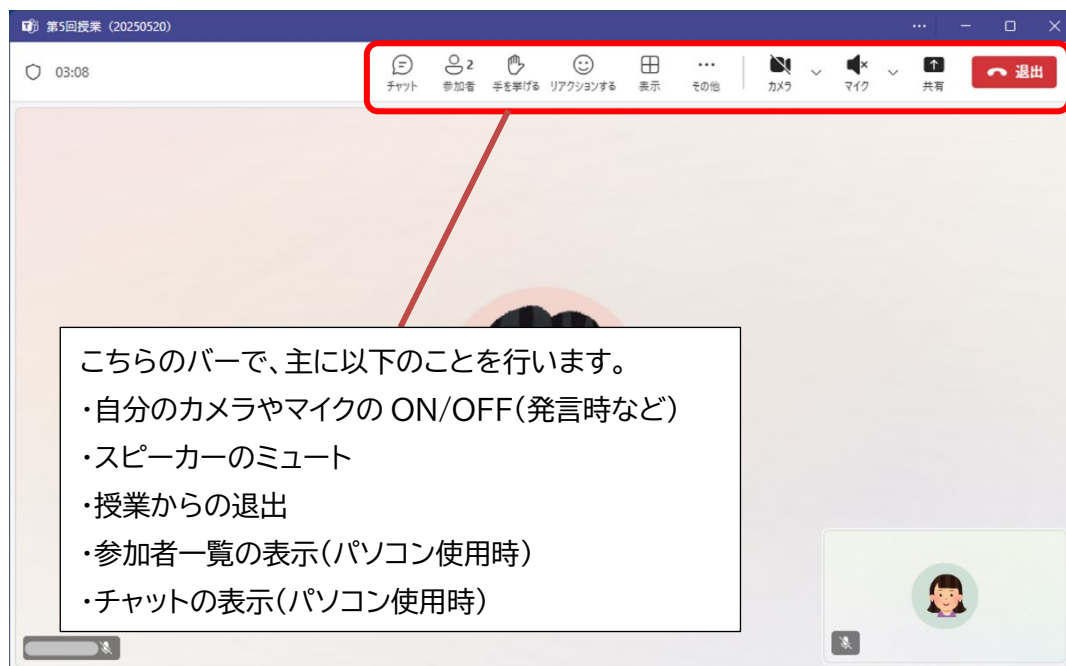 第5回授業 (20250520)
03:08
チャット 参加者 2 手を挙げる リアクションする 表示 その他 カメラ マイク 共有 退出
こちらのバーで、主に以下のことを行います。
・自分のカメラやマイクの ON/OFF(発言時など)
・スピーカーのミュート
・授業からの退出
・参加者一覧の表示(パソコン使用時)
・チャットの表示(パソコン使用時)